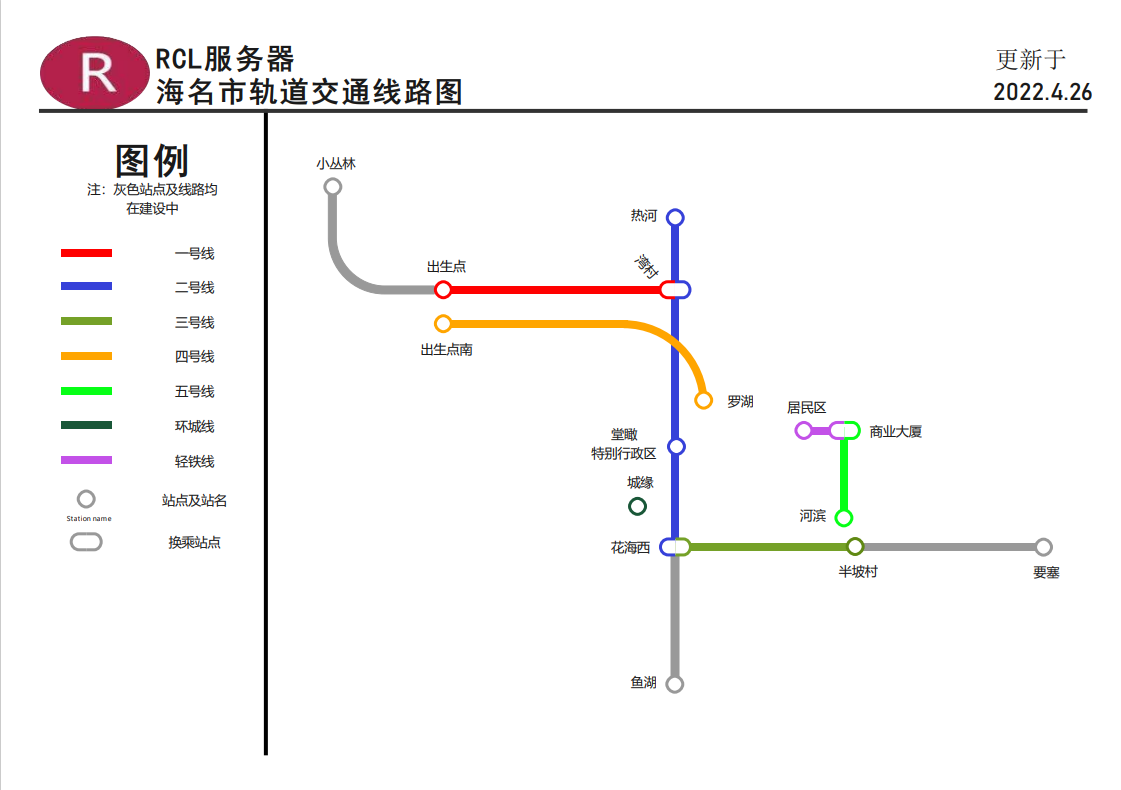 R
RCL服务器
海名市轨道交通线路图
更新于
2022.4.26
图例
注：灰色站点及线路均
在建设中
一号线
二号线
三号线
四号线
五号线
环城线
轻铁线
站点及站名
Station name
换乘站点
小丛林
热河
湾村
出生点
出生点南
罗湖
居民区
商业大厦
堂瞰
特别行政区
城缘
河滨
花海西
半坡村
要塞
鱼湖